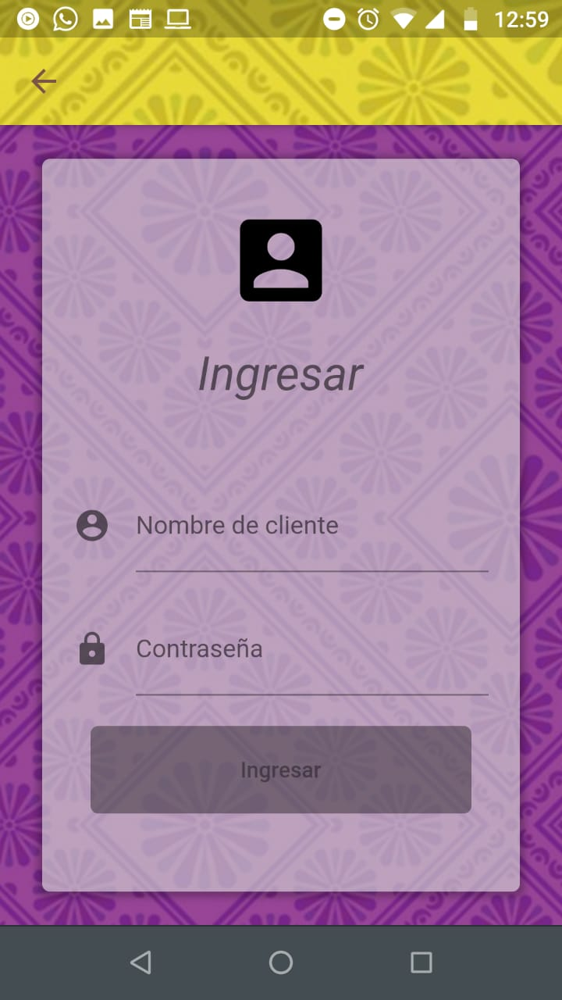 12:59
Ingresar
Nombre de cliente
Contraseña
Ingresar